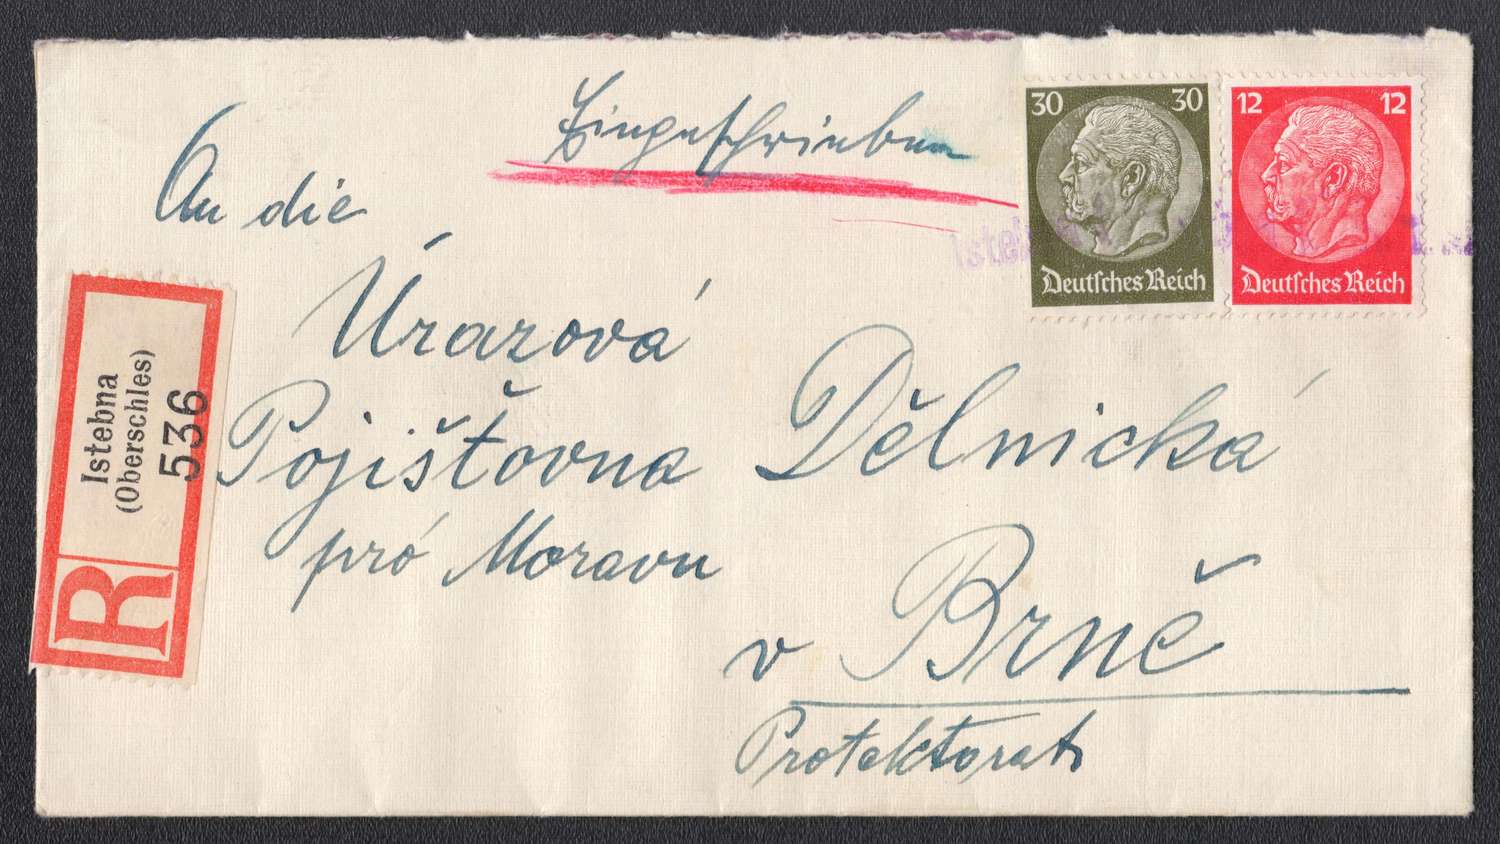 Eingeschrieben
An die
Úrazová
Pojištovna Dělnická
pró Moravu
v Brně
Protektorat
30 30
Deutsches Reich
12 12
Deutsches Reich
Istebna
(Oberschles)
536
R